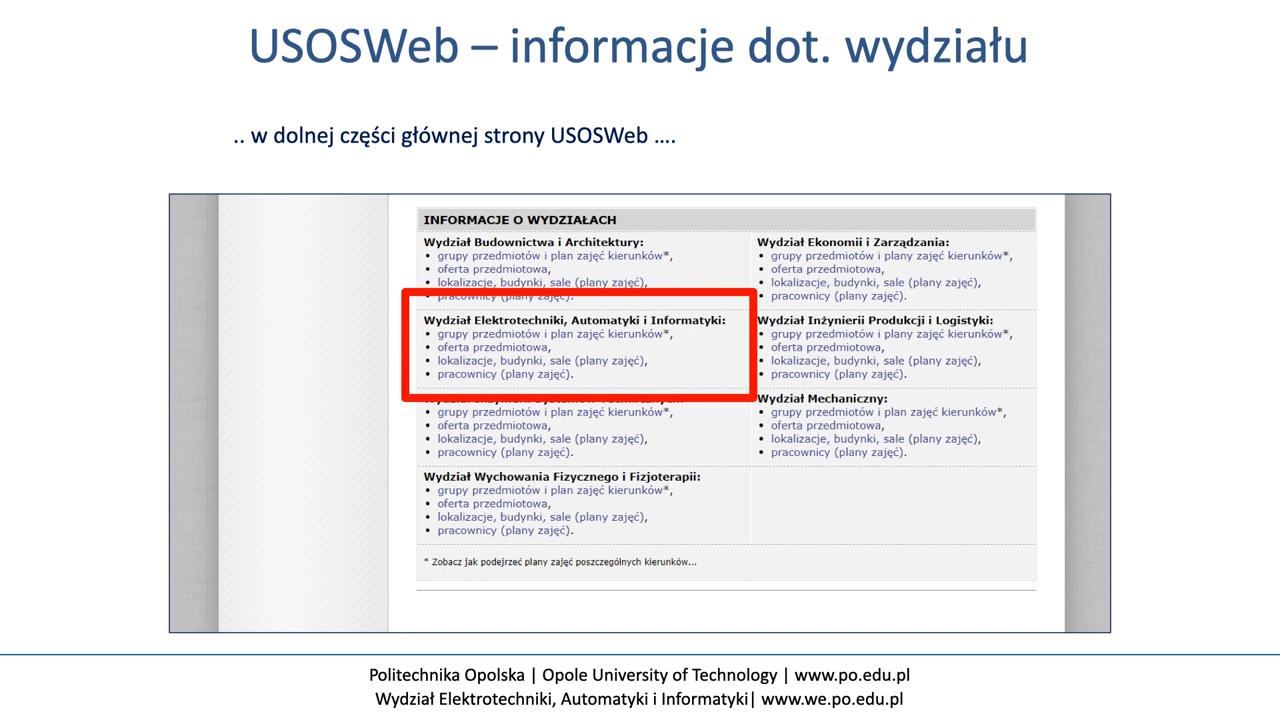 USOSWeb – informacje dot. wydziału
.. w dolnej części głównej strony USOSWeb ....
INFORMACJE O WYDZIAŁACH
Wydział Budownictwa i Architektury:
• grupy przedmiotów i plan zajęć kierunków*,
• oferta przedmiotowa,
• lokalizacje, budynki, sale (plany zajęć),
• pracownicy (plany zajęć).
Wydział Ekonomii i Zarządzania:
• grupy przedmiotów i plany zajęć kierunków*,
• oferta przedmiotowa,
• lokalizacje, budynki, sale (plany zajęć),
• pracownicy (plany zajęć).
Wydział Elektrotechniki, Automatyki i Informatyki:
• grupy przedmiotów i plan zajęć kierunków*,
• oferta przedmiotowa,
• lokalizacje, budynki, sale (plany zajęć),
• pracownicy (plany zajęć).
Wydział Inżynierii Produkcji i Logistyki:
• grupy przedmiotów i plany zajęć kierunków*,
• oferta przedmiotowa,
• lokalizacje, budynki, sale (plany zajęć),
• pracownicy (plany zajęć).
• grupy przedmiotów i plan zajęć kierunków*,
• oferta przedmiotowa,
• lokalizacje, budynki, sale (plany zajęć),
• pracownicy (plany zajęć).
Wydział Mechaniczny:
• grupy przedmiotów i plan zajęć kierunków*,
• oferta przedmiotowa,
• lokalizacje, budynki, sale (plany zajęć),
• pracownicy (plany zajęć).
Wydział Wychowania Fizycznego i Fizjoterapii:
• grupy przedmiotów i plan zajęć kierunków*,
• oferta przedmiotowa,
• lokalizacje, budynki, sale (plany zajęć),
• pracownicy (plany zajęć).
* Zobacz jak podejrzeć plany zajęć poszczególnych kierunków...
Politechnika Opolska | Opole University of Technology | www.po.edu.pl
Wydział Elektrotechniki, Automatyki i Informatyki| www.we.po.edu.pl